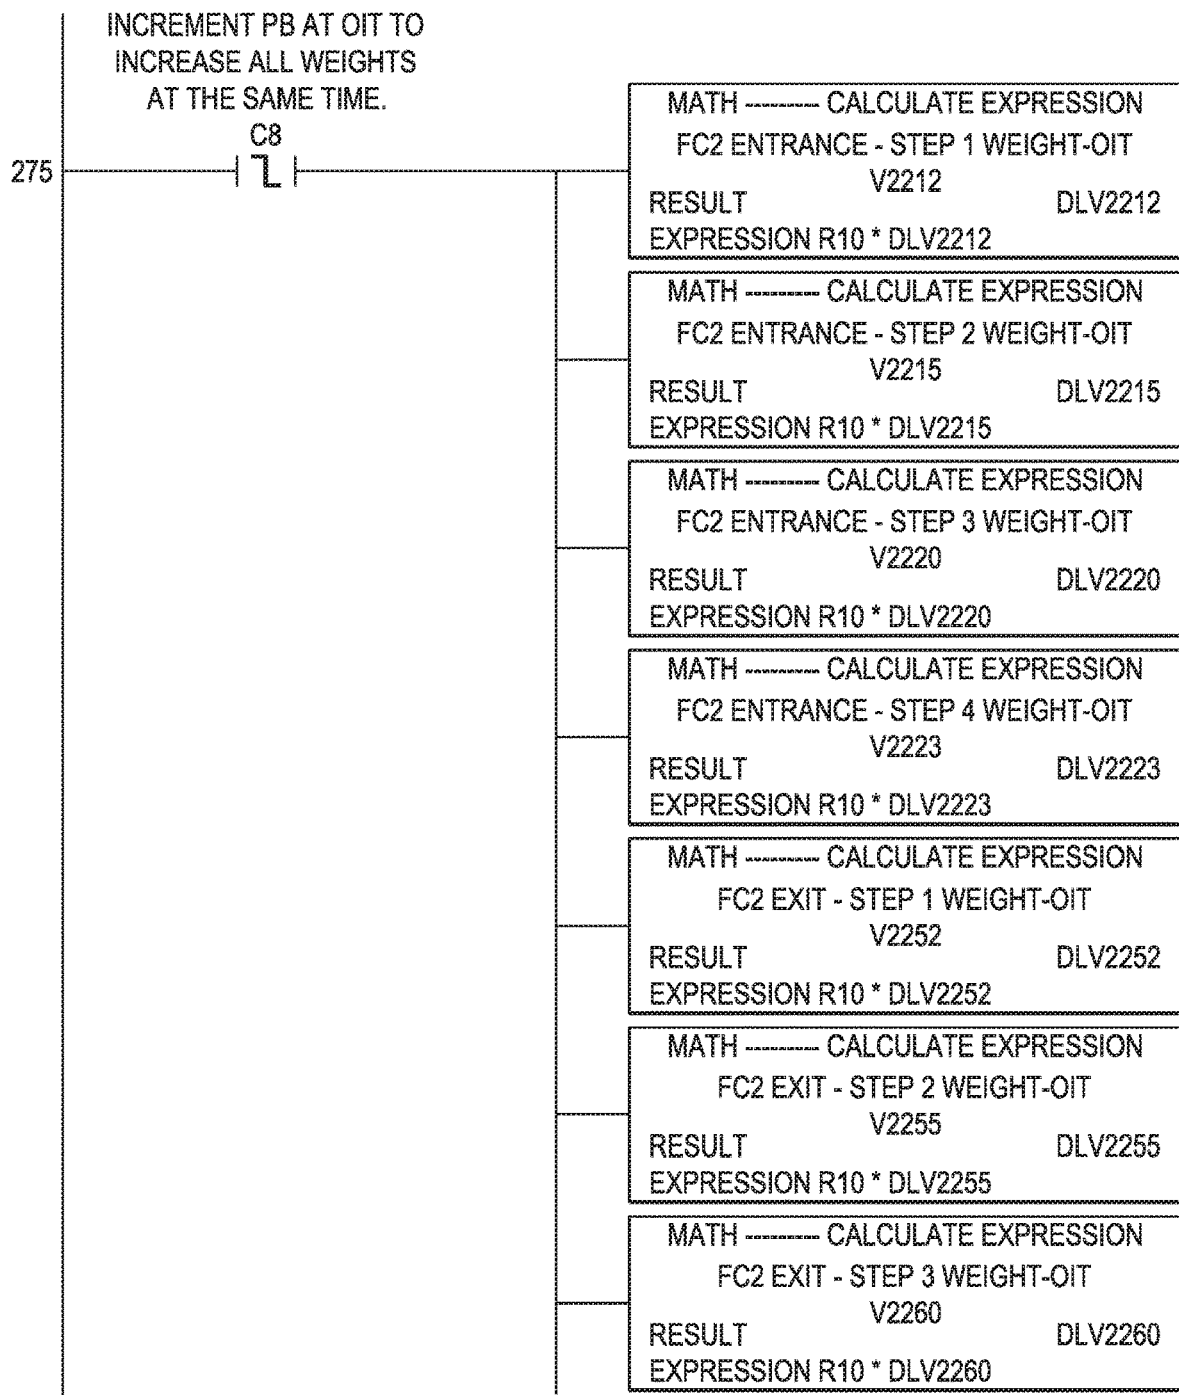 INCREMENT PB AT OIT TO
INCREASE ALL WEIGHTS
AT THE SAME TIME.
C8
275
MATH --------- CALCULATE EXPRESSION
FC2 ENTRANCE - STEP 1 WEIGHT-OIT
V2212
RESULT DLV2212
EXPRESSION R10 * DLV2212
MATH --------- CALCULATE EXPRESSION
FC2 ENTRANCE - STEP 2 WEIGHT-OIT
V2215
RESULT DLV2215
EXPRESSION R10 * DLV2215
MATH --------- CALCULATE EXPRESSION
FC2 ENTRANCE - STEP 3 WEIGHT-OIT
V2220
RESULT DLV2220
EXPRESSION R10 * DLV2220
MATH --------- CALCULATE EXPRESSION
FC2 ENTRANCE - STEP 4 WEIGHT-OIT
V2223
RESULT DLV2223
EXPRESSION R10 * DLV2223
MATH --------- CALCULATE EXPRESSION
FC2 EXIT - STEP 1 WEIGHT-OIT
V2252
RESULT DLV2252
EXPRESSION R10 * DLV2252
MATH --------- CALCULATE EXPRESSION
FC2 EXIT - STEP 2 WEIGHT-OIT
V2255
RESULT DLV2255
EXPRESSION R10 * DLV2255
MATH --------- CALCULATE EXPRESSION
FC2 EXIT - STEP 3 WEIGHT-OIT
V2260
RESULT DLV2260
EXPRESSION R10 * DLV2260